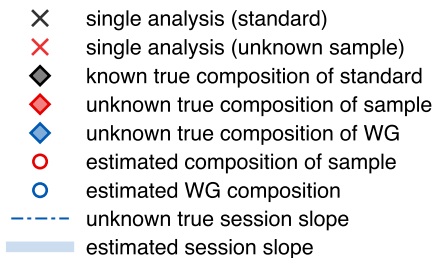 single analysis (standard)
single analysis (unknown sample)
known true composition of standard
unknown true composition of sample
unknown true composition of WG
estimated composition of sample
estimated WG composition
unknown true session slope
estimated session slope